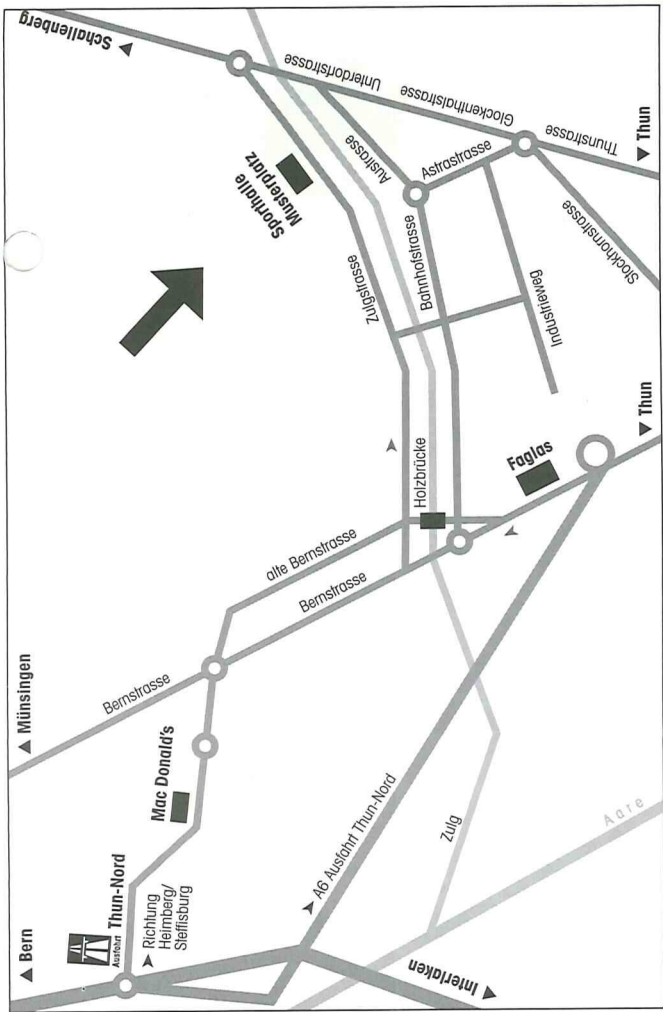 Schallenberg
Unterdorfstrasse
Glockenthalstrasse
Thunstrasse
Thun
Sporthalle
Musterplatz
Austrasse
Astrastrasse
Stockhornstrasse
Zulgstrasse
Bahnhofstrasse
Industrieweg
Thun
Faglas
Holzbrücke
alte Bernstrasse
Bernstrasse
Münsingen
Bernstrasse
Mac Donald's
A6 Ausfahrt Thun-Nord
Zulg
Aare
Bern
Ausfahrt
Thun-Nord
Richtung
Heimberg/
Steffisburg
Interlaken